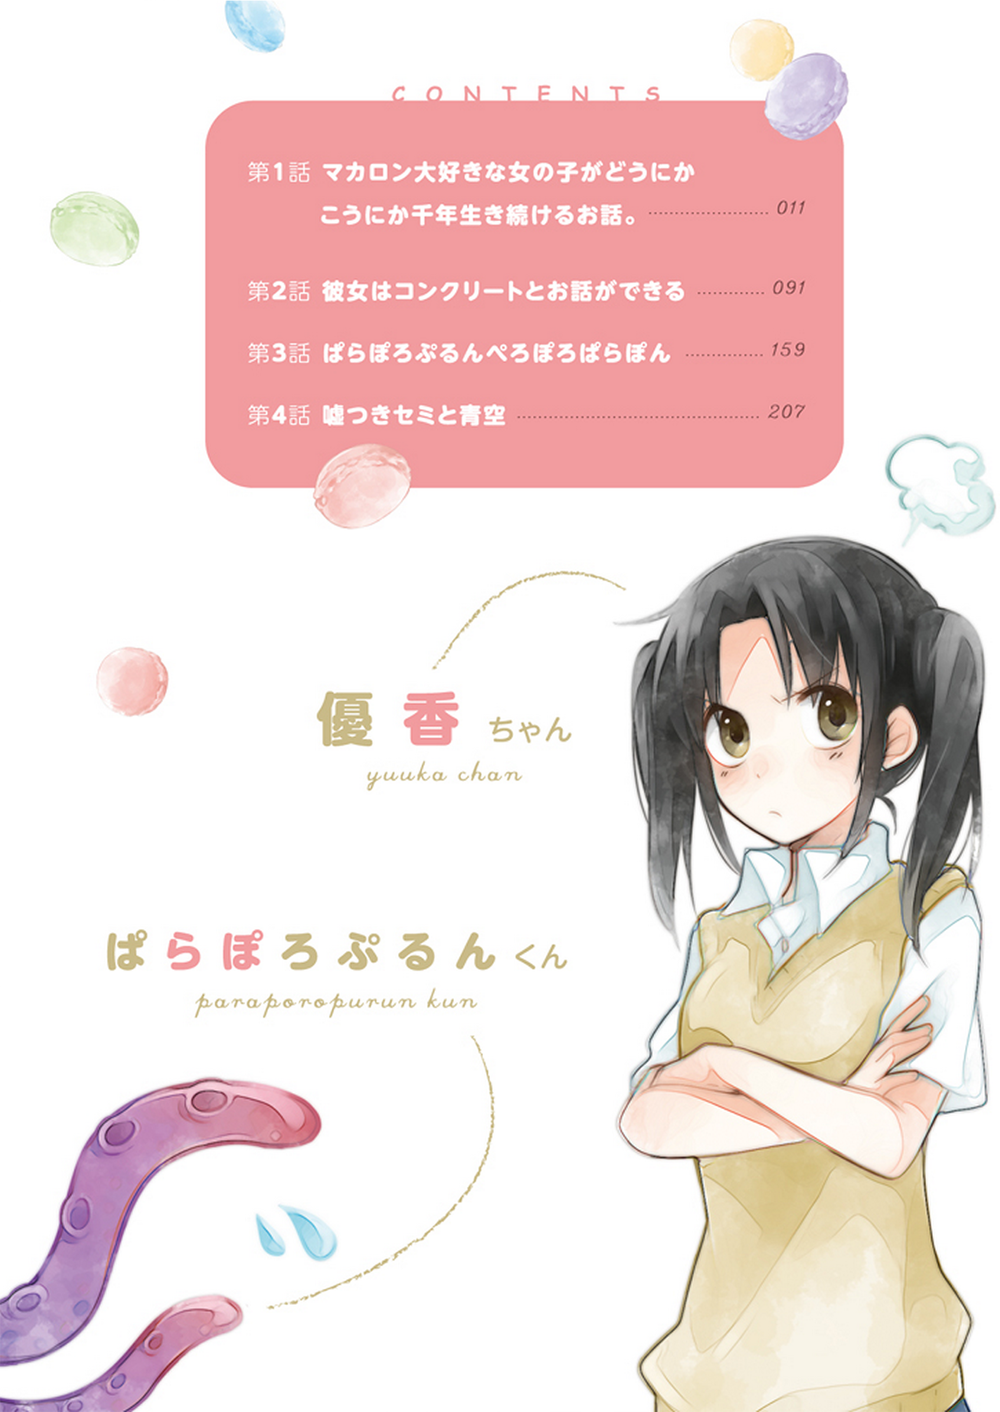 CONTENTS
第1話 マカロン大好きな女の子がどうにか
こうにか千年生き続けるお話。 011
第2話 彼女はコンクリートとお話ができる 091
第3話 ぱらぽろぷるんぺろぽろぱらぽん 159
第4話 嘘つきセミと青空 207
優香ちゃん
yuuka chan
ぱらぽろぷるんくん
paraporopurun kun